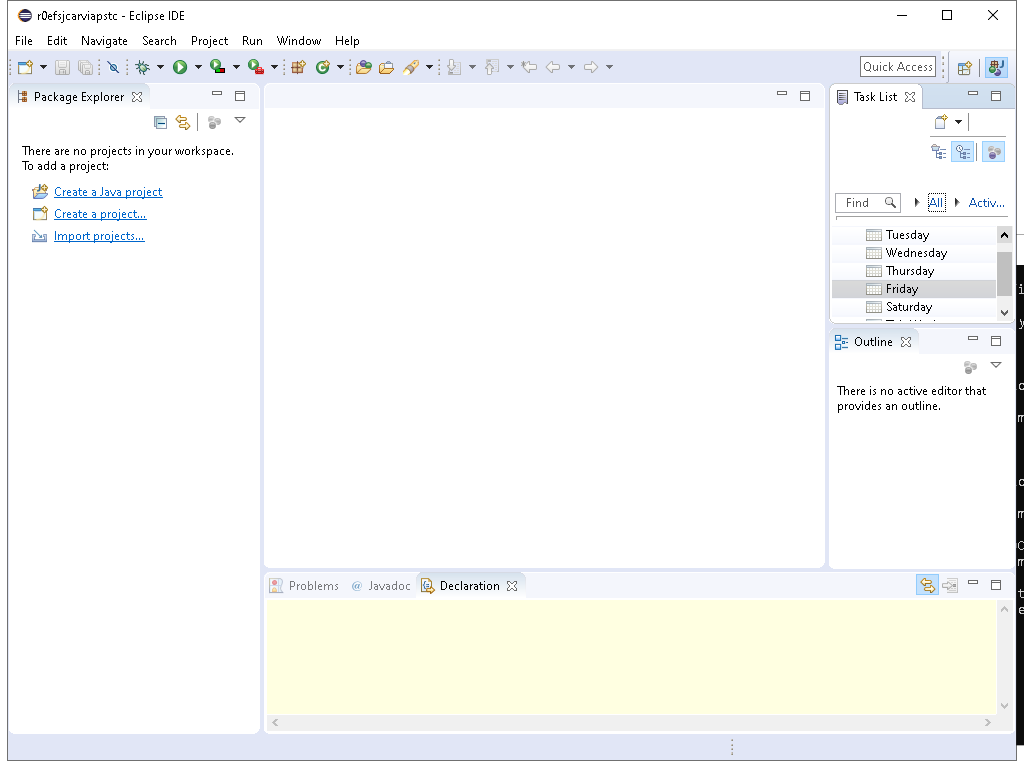 r0efsjcarviapstc - Eclipse IDE
File Edit Navigate Search Project Run Window Help
Quick Access
Package Explorer
There are no projects in your workspace.
To add a project:
Create a Java project
Create a project...
Import projects...
Task List
Find All Activ...
Tuesday
Wednesday
Thursday
Friday
Saturday
Outline
There is no active editor that
provides an outline.
Problems @ Javadoc Declaration